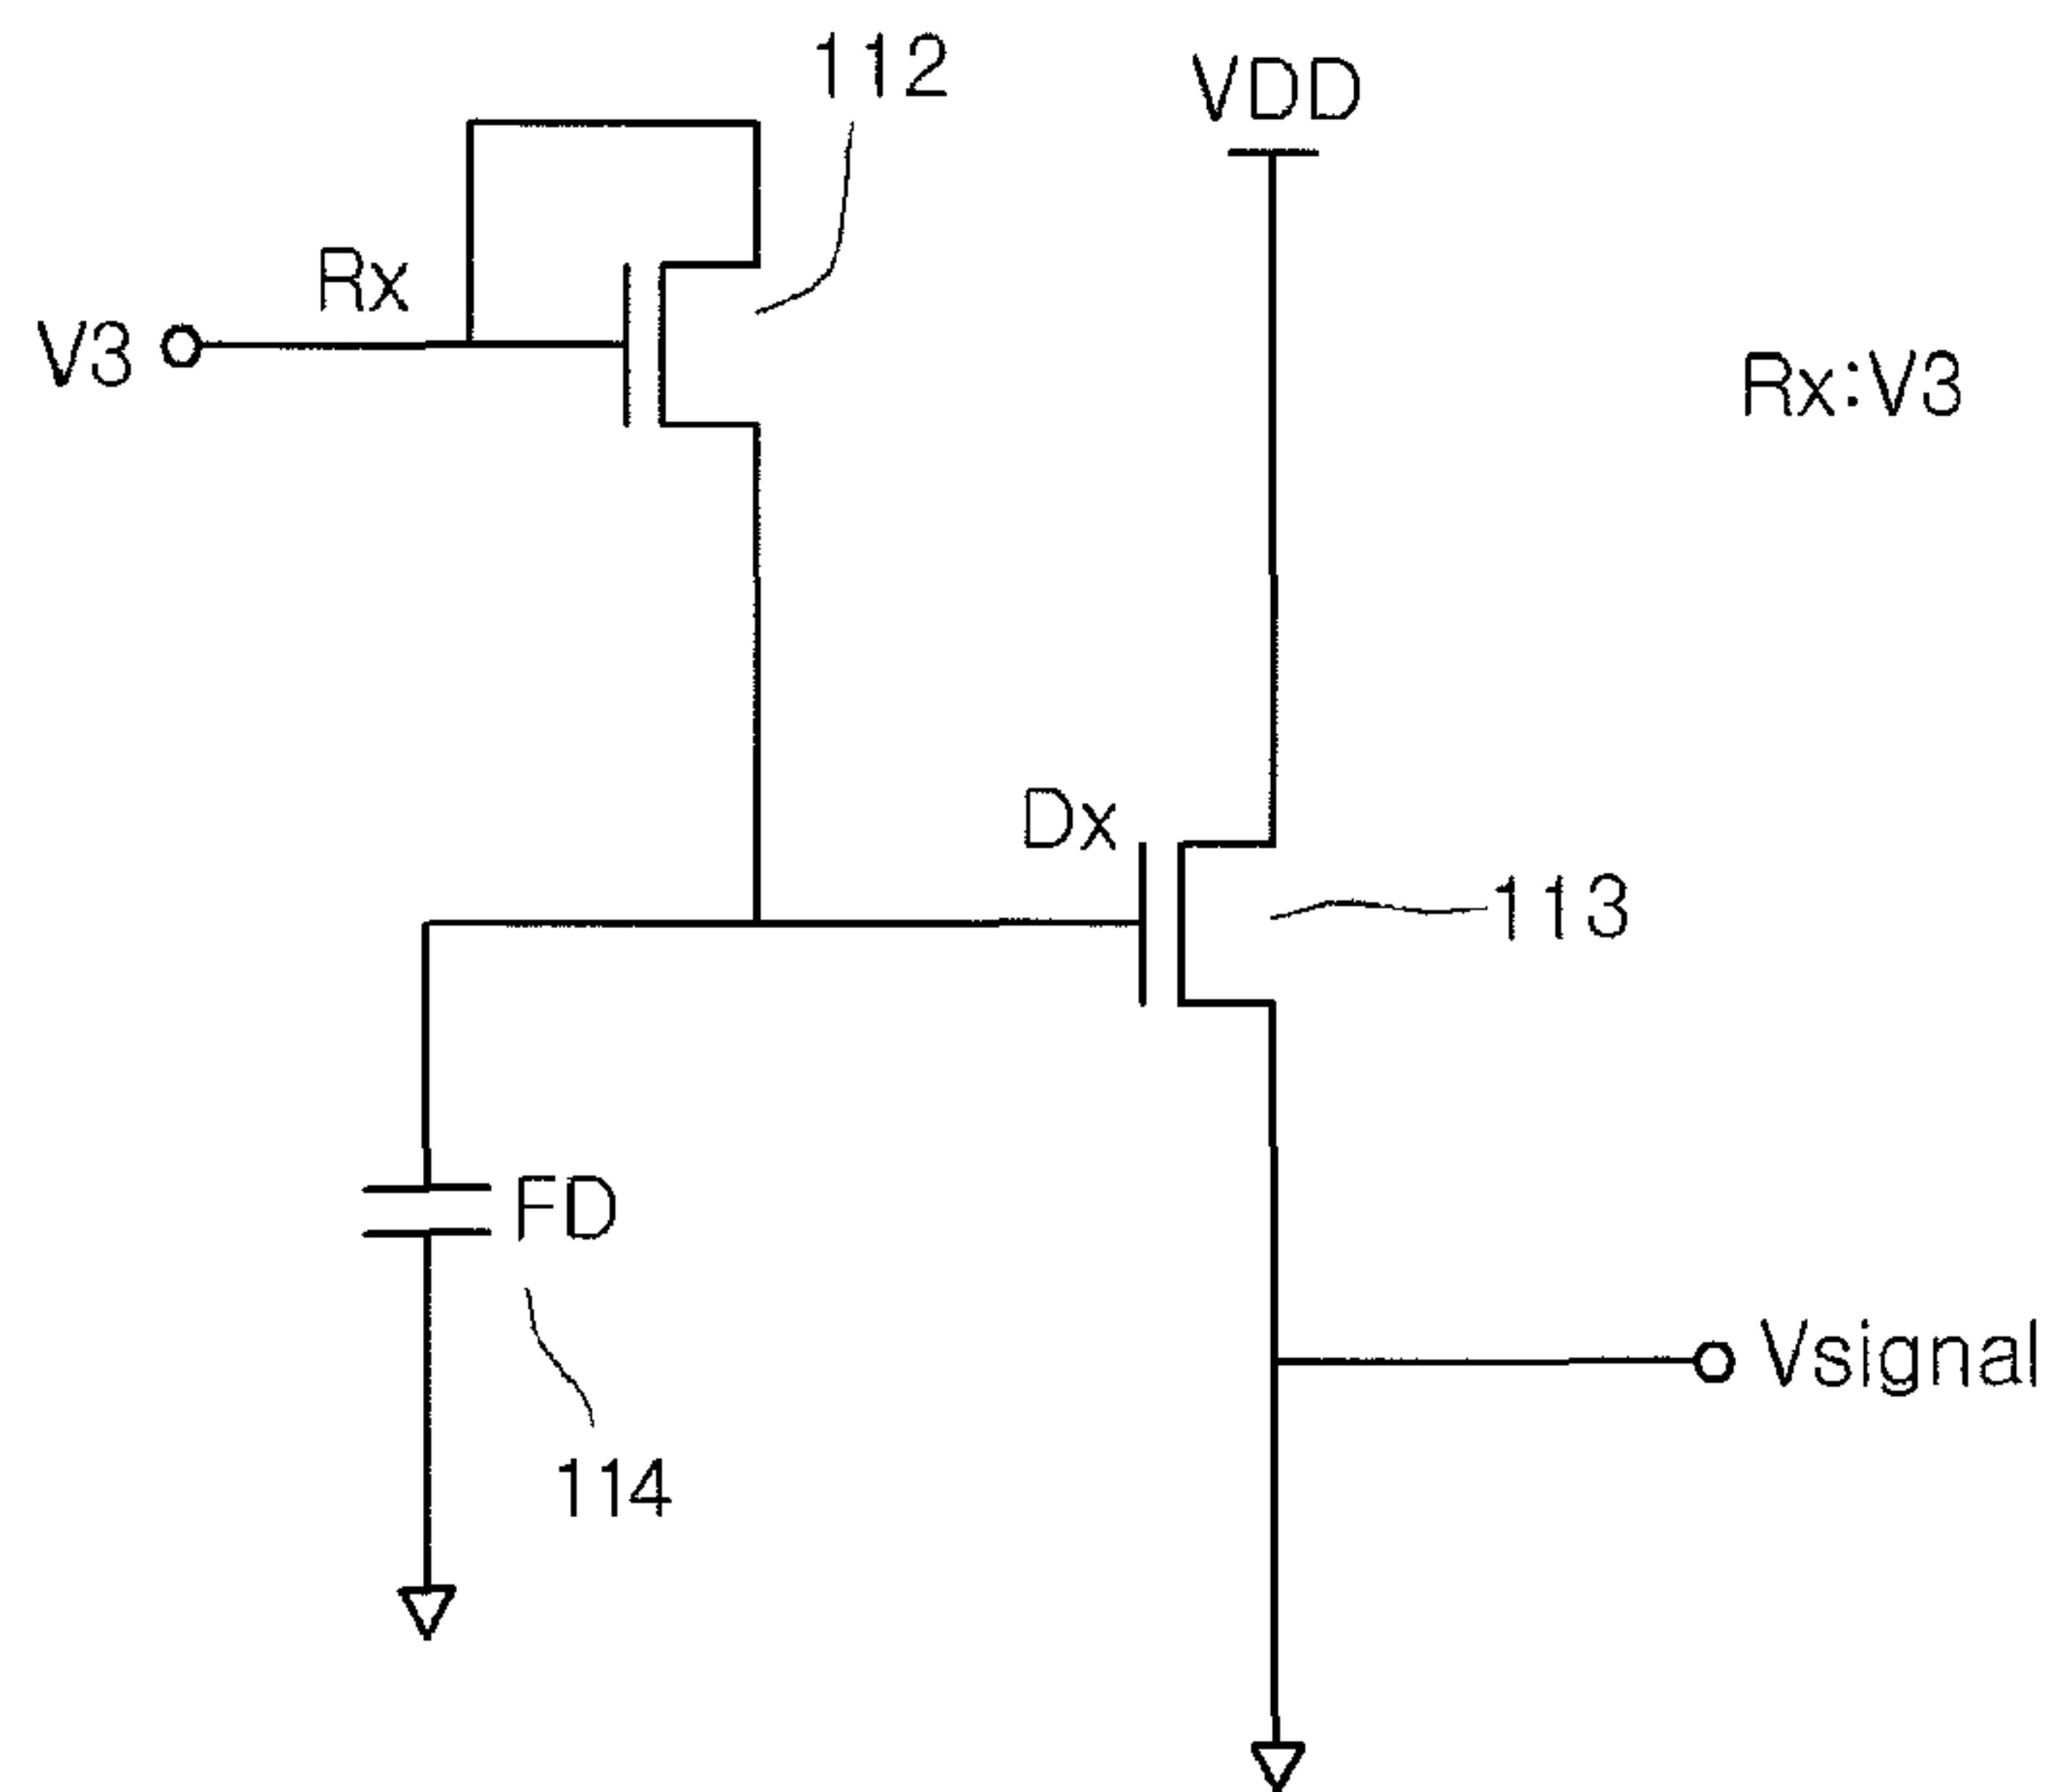 112
VDD
Rx
V3
Rx:V3
Dx
113
FD
Vsignal
114